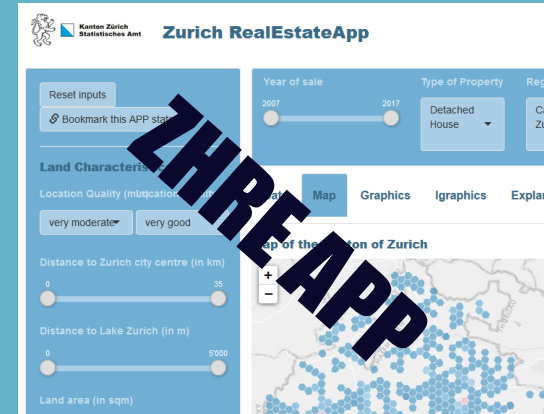 Kanton Zürich
Statistisches Amt
Zurich RealEstateApp
Reset inputs
Bookmark this APP stat
Land Characteris
Location Quality
very moderate
very good
Distance to Zurich city centre (in km)
0
35
Distance to Lake Zurich (in m)
0
5'000
Land area (in sqm)
Year of sale
2007
2017
Type of Property
Detached
House
Map
Graphics
Igraphics
Explan
ap of the
ton of Zurich
+
−
ZHRE APP